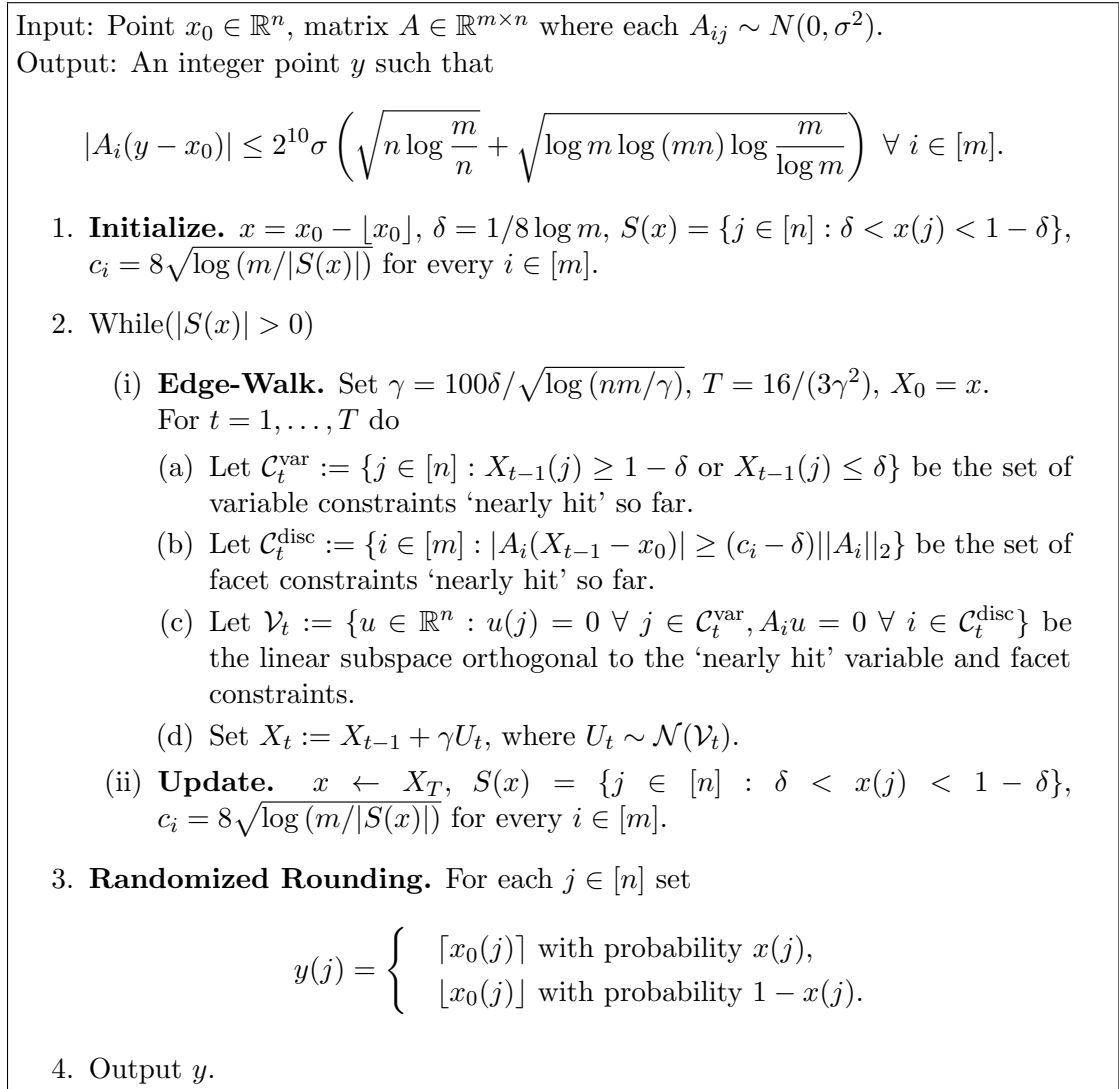 Input: Point $x_0 \in \mathbb{R}^n$, matrix $A \in \mathbb{R}^{m \times n}$ where each $A_{ij} \sim N(0, \sigma^2)$.
Output: An integer point $y$ such that
$|A_i(y - x_0)| \le 2^{10}\sigma \left( \sqrt{n \log \frac{m}{n}} + \sqrt{\log m \log (mn) \log \frac{m}{\log m}} \right) \ \forall\ i \in [m].$
1. Initialize. $x = x_0 - \lfloor x_0 \rfloor$, $\delta = 1/8 \log m$, $S(x) = \{j \in [n] : \delta < x(j) < 1 - \delta\}$,
$c_i = 8\sqrt{\log (m/|S(x)|)}$ for every $i \in [m]$.
2. While($|S(x)| > 0$)
(i) Edge-Walk. Set $\gamma = 100\delta/\sqrt{\log (nm/\gamma)}$, $T = 16/(3\gamma^2)$, $X_0 = x$.
For $t = 1, \ldots, T$ do
(a) Let $\mathcal{C}_t^{\text{var}} := \{j \in [n] : X_{t-1}(j) \ge 1 - \delta \text{ or } X_{t-1}(j) \le \delta\}$ be the set of
variable constraints ‘nearly hit’ so far.
(b) Let $\mathcal{C}_t^{\text{disc}} := \{i \in [m] : |A_i(X_{t-1} - x_0)| \ge (c_i - \delta)||A_i||_2\}$ be the set of
facet constraints ‘nearly hit’ so far.
(c) Let $\mathcal{V}_t := \{u \in \mathbb{R}^n : u(j) = 0 \ \forall\ j \in \mathcal{C}_t^{\text{var}}, A_i u = 0 \ \forall\ i \in \mathcal{C}_t^{\text{disc}}\}$ be
the linear subspace orthogonal to the ‘nearly hit’ variable and facet
constraints.
(d) Set $X_t := X_{t-1} + \gamma U_t$, where $U_t \sim \mathcal{N}(\mathcal{V}_t)$.
(ii) Update. $x \leftarrow X_T$, $S(x) = \{j \in [n] : \delta < x(j) < 1 - \delta\}$,
$c_i = 8\sqrt{\log (m/|S(x)|)}$ for every $i \in [m]$.
3. Randomized Rounding. For each $j \in [n]$ set
$y(j) = \begin{cases} \lceil x_0(j) \rceil \text{ with probability } x(j), \\ \lfloor x_0(j) \rfloor \text{ with probability } 1 - x(j). \end{cases}$
4. Output $y$.